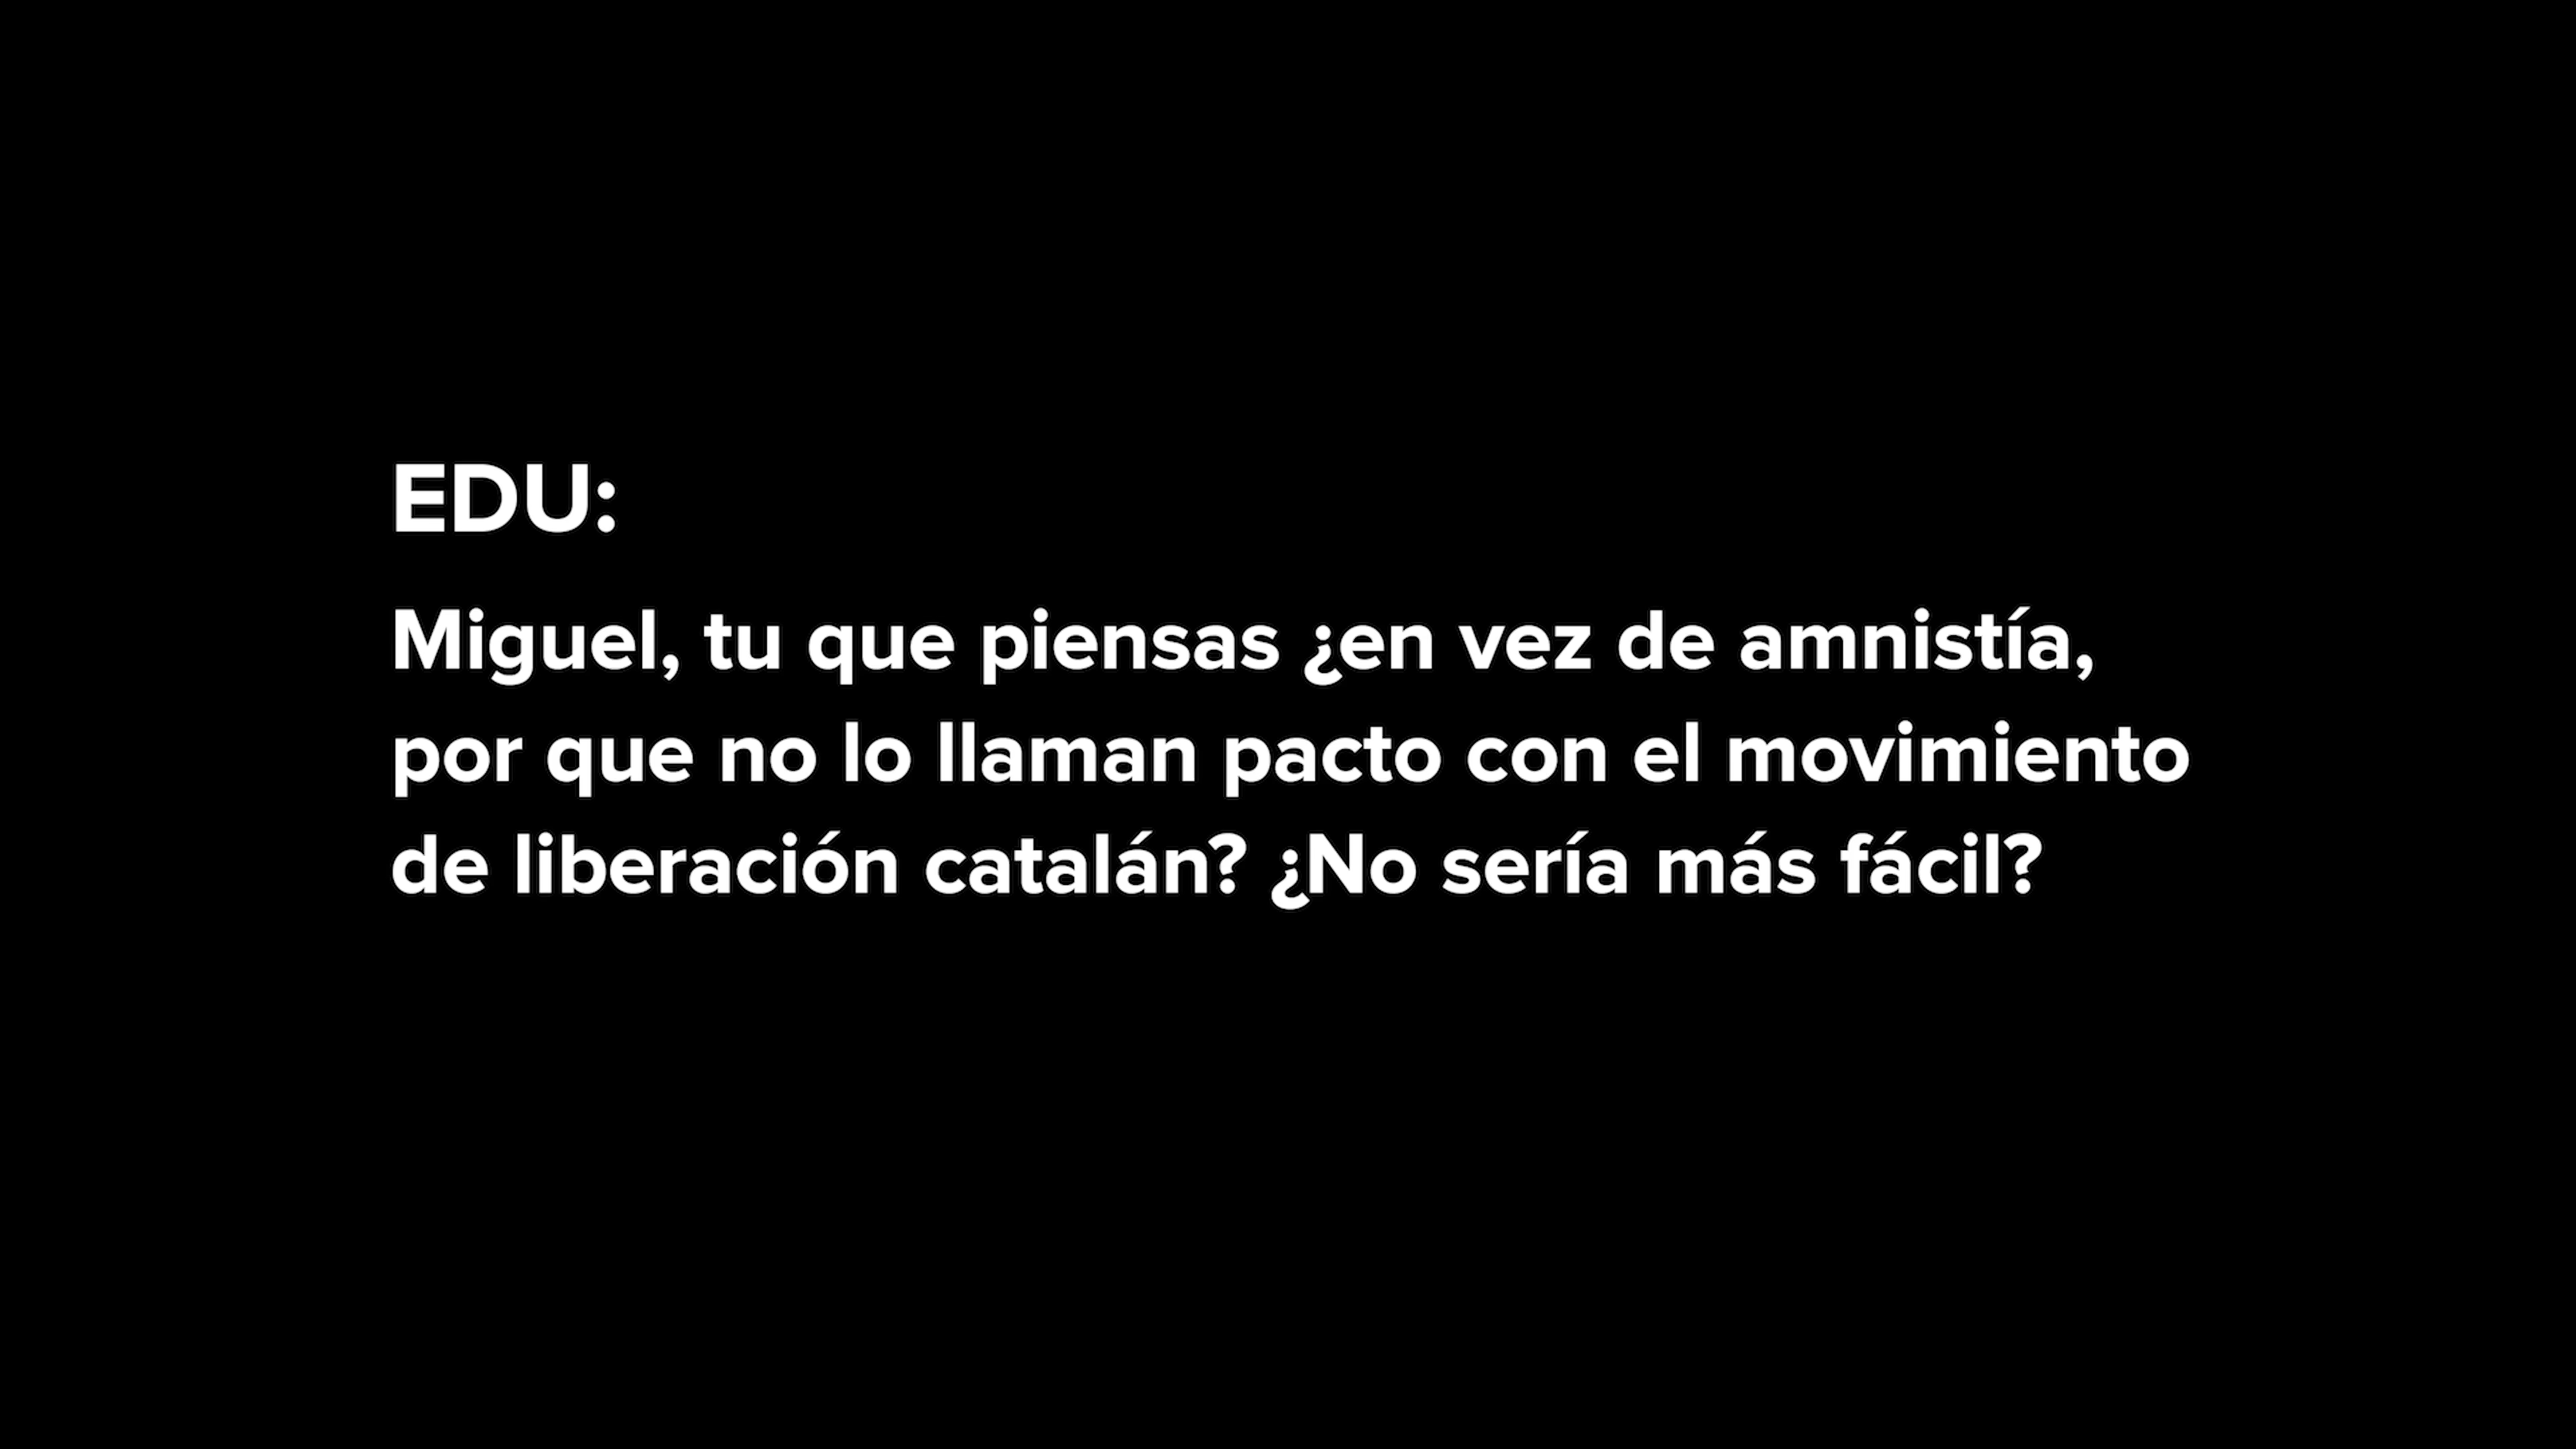 EDU:
Miguel, tu que piensas ¿en vez de amnistía,
por que no lo llaman pacto con el movimiento
de liberación catalán? ¿No sería más fácil?